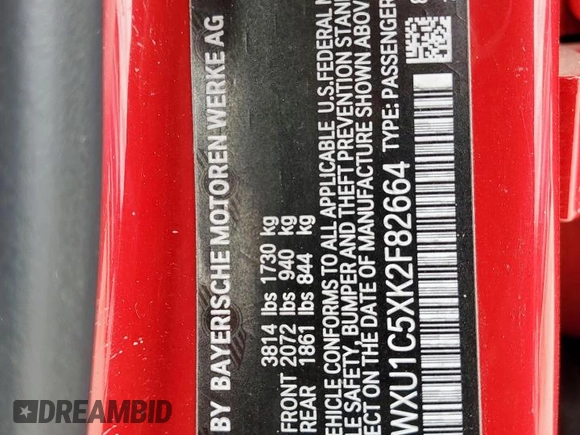 BY BAYERISCHE MOTOREN WERKE AG
3814 lbs 1730 kg
FRONT 2072 lbs 940 kg
REAR 1861 lbs 844 kg
VEHICLE CONFORMS TO ALL APPLICABLE U.S. FEDERAL
LE SAFETY, BUMPER AND THEFT PREVENTION STAN
ECT ON THE DATE OF MANUFACTURE SHOWN ABOV
WXU1C5XK2F82664 TYPE: PASSENGER
DREAMBID